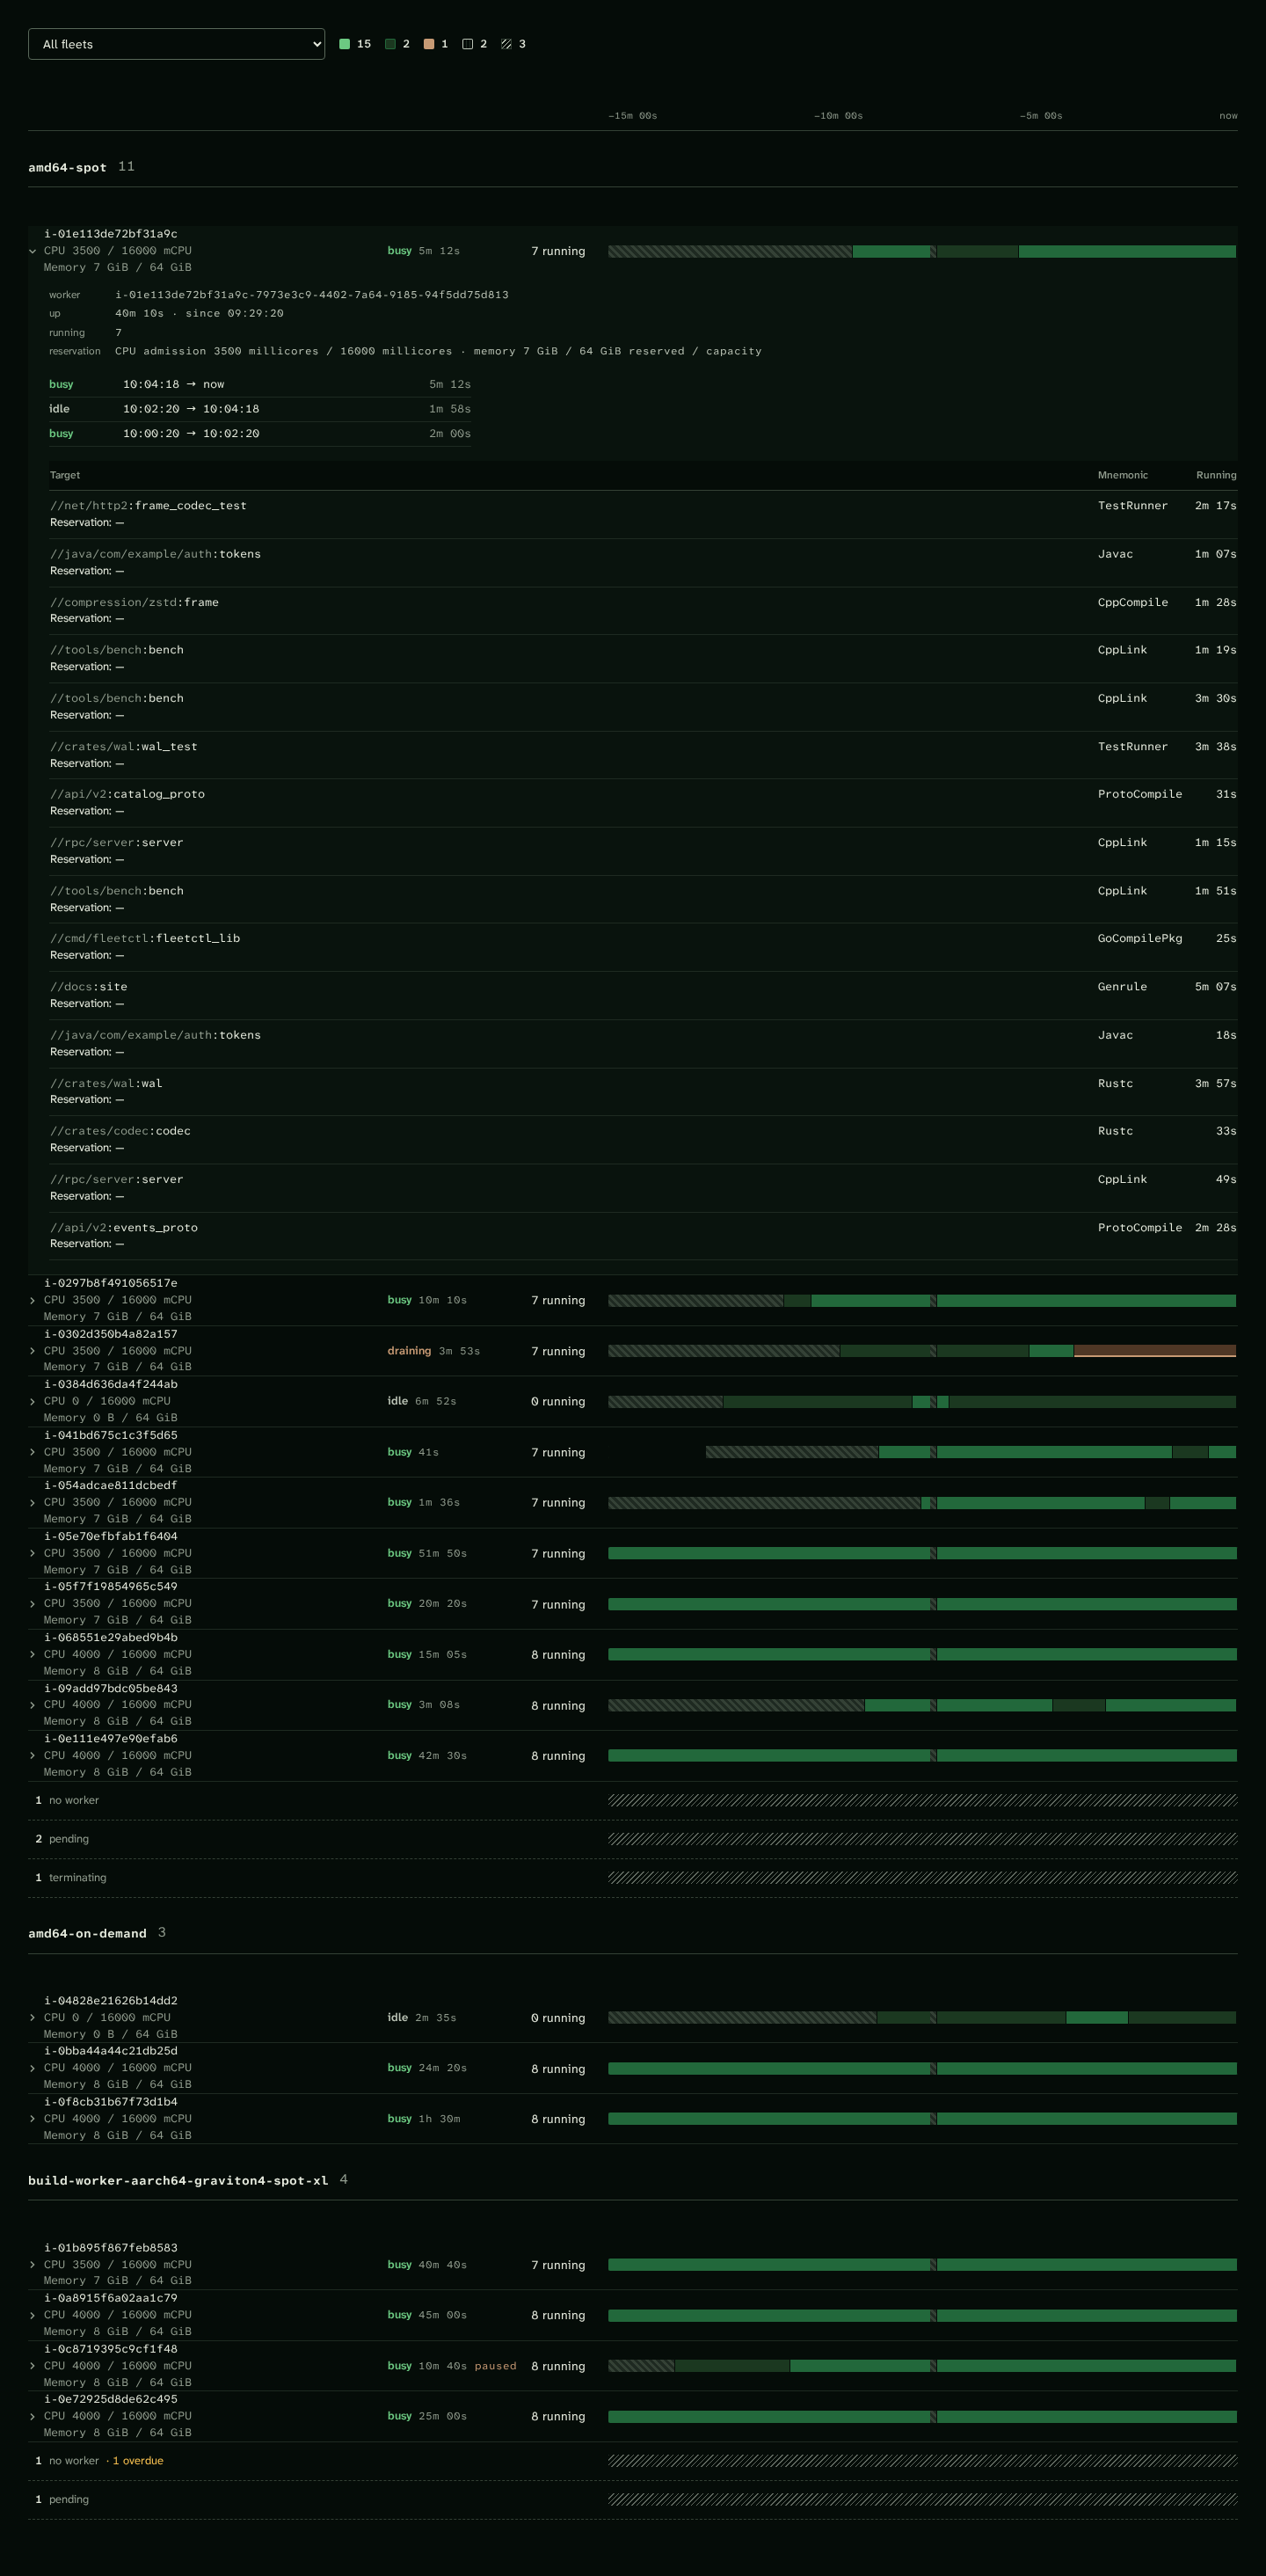 All fleets 15 2 1 2 3
−15m 00s −10m 00s −5m 00s now
amd64-spot 11
i-01e113de72bf31a9c
CPU 3500 / 16000 mCPU busy 5m 12s 7 running
Memory 7 GiB / 64 GiB
worker i-01e113de72bf31a9c-7973e3c9-4402-7a64-9185-94f5dd75d813
up 40m 10s · since 09:29:20
running 7
reservation CPU admission 3500 millicores / 16000 millicores · memory 7 GiB / 64 GiB reserved / capacity
busy 10:04:18 → now 5m 12s
idle 10:02:20 → 10:04:18 1m 58s
busy 10:00:20 → 10:02:20 2m 00s
Target Mnemonic Running
//net/http2:frame_codec_test TestRunner 2m 17s
Reservation: —
//java/com/example/auth:tokens Javac 1m 07s
Reservation: —
//compression/zstd:frame CppCompile 1m 28s
Reservation: —
//tools/bench:bench CppLink 1m 19s
Reservation: —
//tools/bench:bench CppLink 3m 30s
Reservation: —
//crates/wal:wal_test TestRunner 3m 38s
Reservation: —
//api/v2:catalog_proto ProtoCompile 31s
Reservation: —
//rpc/server:server CppLink 1m 15s
Reservation: —
//tools/bench:bench CppLink 1m 51s
Reservation: —
//cmd/fleetctl:fleetctl_lib GoCompilePkg 25s
Reservation: —
//docs:site Genrule 5m 07s
Reservation: —
//java/com/example/auth:tokens Javac 18s
Reservation: —
//crates/wal:wal Rustc 3m 57s
Reservation: —
//crates/codec:codec Rustc 33s
Reservation: —
//rpc/server:server CppLink 49s
Reservation: —
//api/v2:events_proto ProtoCompile 2m 28s
Reservation: —
i-0297b8f491056517e
CPU 3500 / 16000 mCPU busy 10m 10s 7 running
Memory 7 GiB / 64 GiB
i-0302d350b4a82a157
CPU 3500 / 16000 mCPU draining 3m 53s 7 running
Memory 7 GiB / 64 GiB
i-0384d636da4f244ab
CPU 0 / 16000 mCPU idle 6m 52s 0 running
Memory 0 B / 64 GiB
i-041bd675c1c3f5d65
CPU 3500 / 16000 mCPU busy 41s 7 running
Memory 7 GiB / 64 GiB
i-054adcae811dcbedf
CPU 3500 / 16000 mCPU busy 1m 36s 7 running
Memory 7 GiB / 64 GiB
i-05e70efbfab1f6404
CPU 3500 / 16000 mCPU busy 51m 50s 7 running
Memory 7 GiB / 64 GiB
i-05f7f19854965c549
CPU 3500 / 16000 mCPU busy 20m 20s 7 running
Memory 7 GiB / 64 GiB
i-068551e29abed9b4b
CPU 4000 / 16000 mCPU busy 15m 05s 8 running
Memory 8 GiB / 64 GiB
i-09add97bdc05be843
CPU 4000 / 16000 mCPU busy 3m 08s 8 running
Memory 8 GiB / 64 GiB
i-0e111e497e90efab6
CPU 4000 / 16000 mCPU busy 42m 30s 8 running
Memory 8 GiB / 64 GiB
1 no worker
2 pending
1 terminating
amd64-on-demand 3
i-04828e21626b14dd2
CPU 0 / 16000 mCPU idle 2m 35s 0 running
Memory 0 B / 64 GiB
i-0bba44a44c21db25d
CPU 4000 / 16000 mCPU busy 24m 20s 8 running
Memory 8 GiB / 64 GiB
i-0f8cb31b67f73d1b4
CPU 4000 / 16000 mCPU busy 1h 30m 8 running
Memory 8 GiB / 64 GiB
build-worker-aarch64-graviton4-spot-xl 4
i-01b895f867feb8583
CPU 3500 / 16000 mCPU busy 40m 40s 7 running
Memory 7 GiB / 64 GiB
i-0a8915f6a02aa1c79
CPU 4000 / 16000 mCPU busy 45m 00s 8 running
Memory 8 GiB / 64 GiB
i-0c8719395c9cf1f48
CPU 4000 / 16000 mCPU busy 10m 40s paused 8 running
Memory 8 GiB / 64 GiB
i-0e72925d8de62c495
CPU 4000 / 16000 mCPU busy 25m 00s 8 running
Memory 8 GiB / 64 GiB
1 no worker · 1 overdue
1 pending